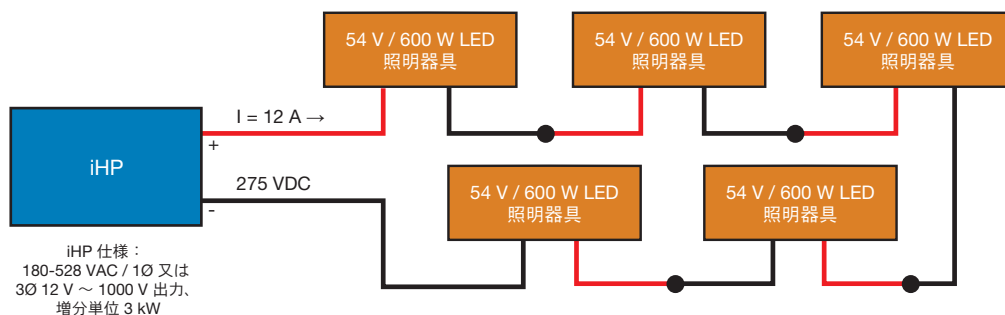 54 V / 600 W LED
照明器具
54 V / 600 W LED
照明器具
54 V / 600 W LED
照明器具
I = 12 A →
+
iHP
275 VDC
-
54 V / 600 W LED
照明器具
54 V / 600 W LED
照明器具
iHP 仕様：
180-528 VAC / 1Ø 又は
3Ø 12 V ～ 1000 V 出力、
増分単位 3 kW